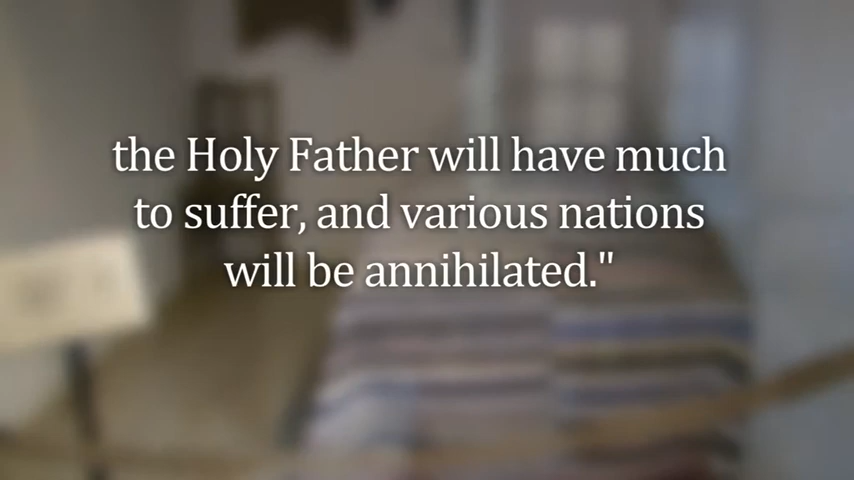 the Holy Father will have much
to suffer, and various nations
will be annihilated."